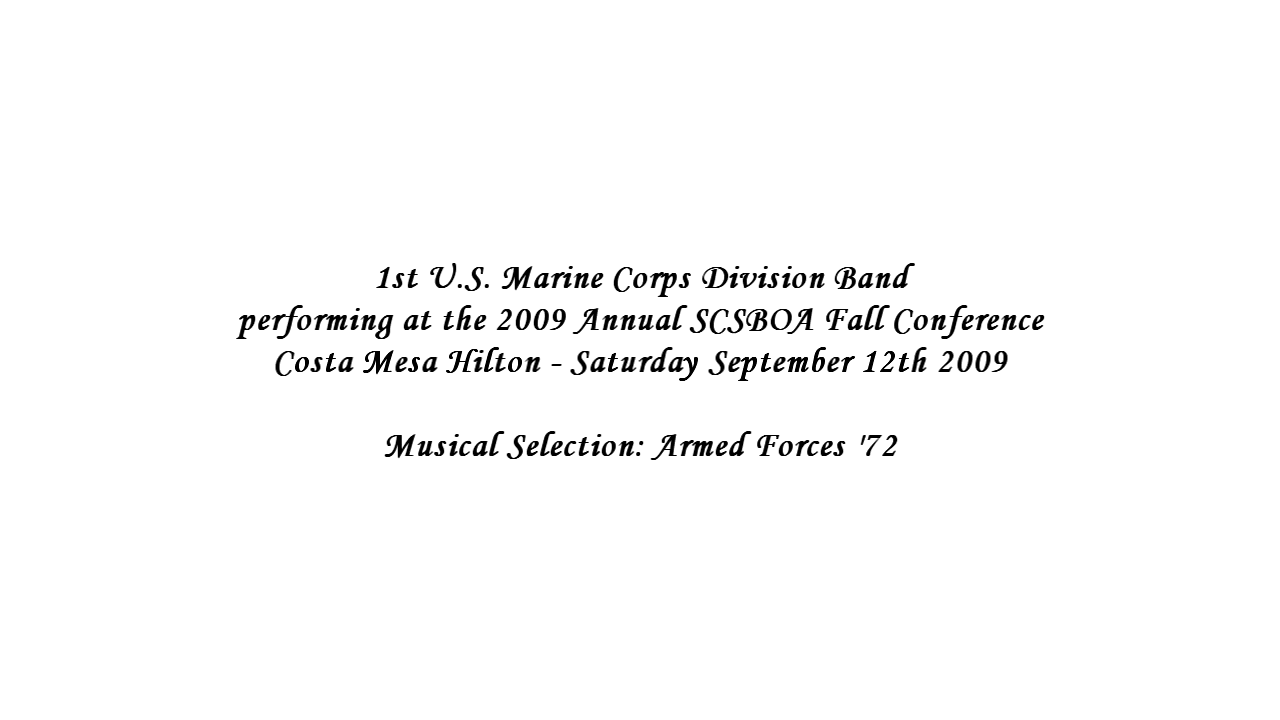 1st U.S. Marine Corps Division Band
performing at the 2009 Annual SCSBOA Fall Conference
Costa Mesa Hilton - Saturday September 12th 2009
Musical Selection: Armed Forces '72